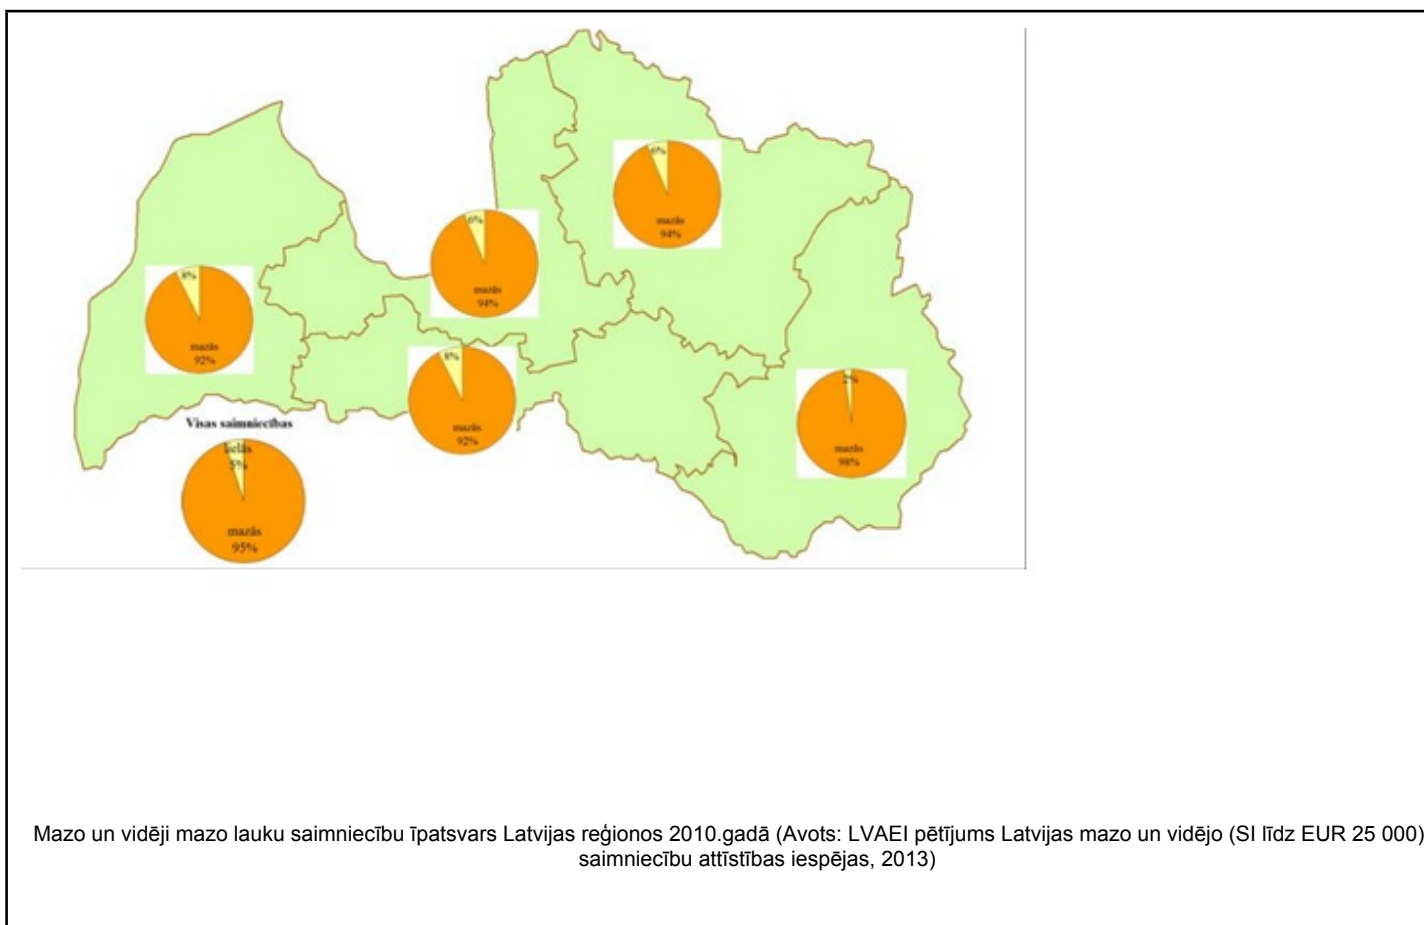 6%
mazās
94%
6%
mazās
94%
8%
mazās
92%
8%
mazās
92%
2%
mazās
98%
Visas saimniecības
lielās
5%
mazās
95%
Mazo un vidēji mazo lauku saimniecību īpatsvars Latvijas reģionos 2010.gadā (Avots: LVAEI pētījums Latvijas mazo un vidējo (SI līdz EUR 25 000)
saimniecību attīstības iespējas, 2013)